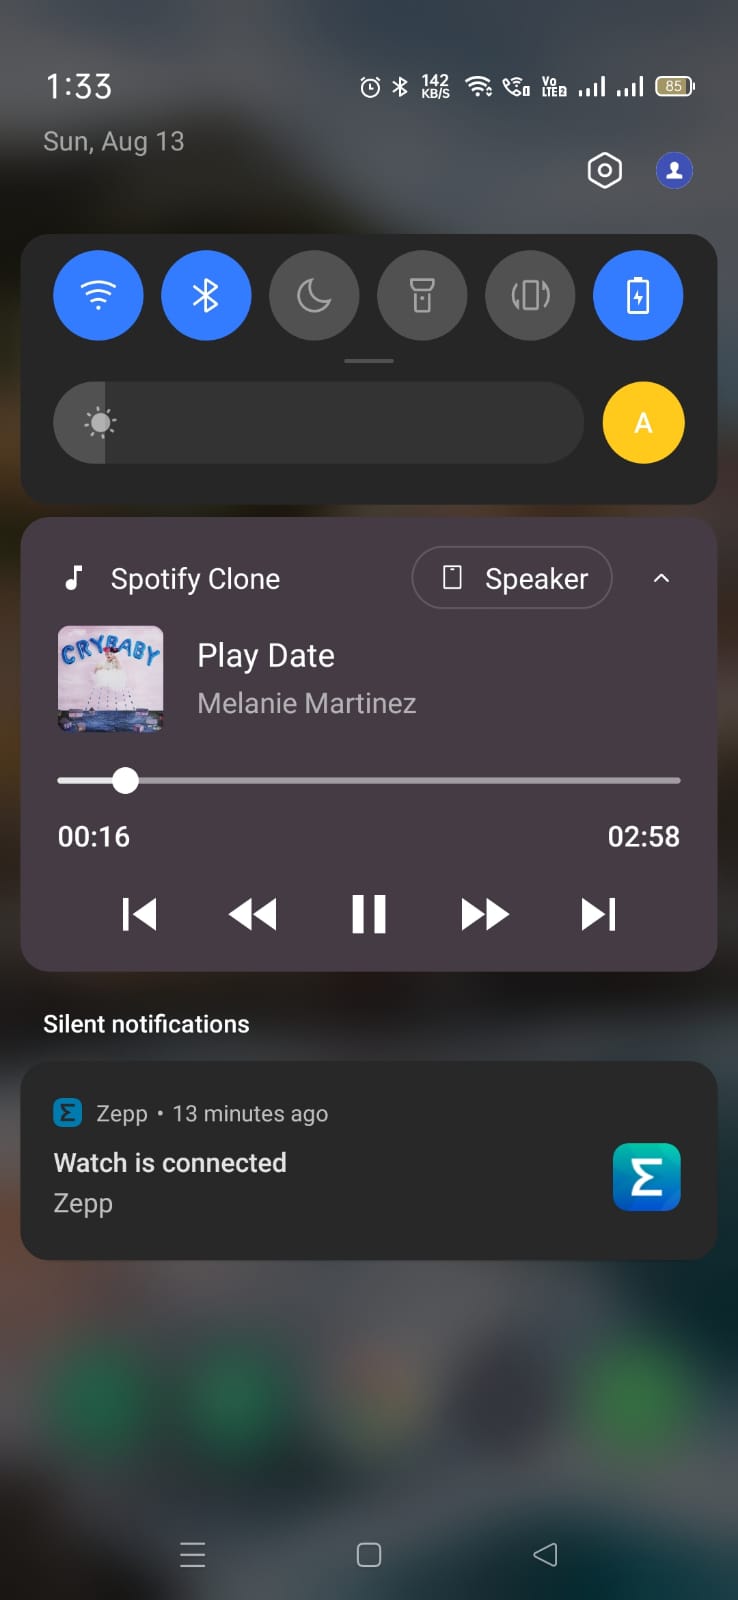 1:33
142
KB/S
Vo
LTE2
85
Sun, Aug 13
A
Spotify Clone
Speaker
CRYBABY
Play Date
Melanie Martinez
00:16
02:58
Silent notifications
Zepp • 13 minutes ago
Watch is connected
Zepp